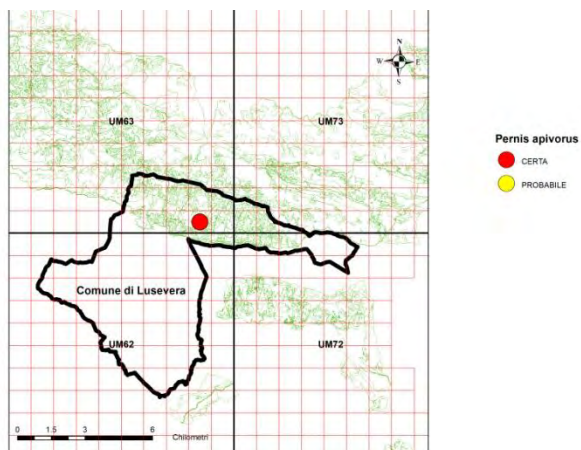 N
W E
S
UM63 UM73
Pernis apivorus
CERTA
PROBABILE
Comune di Lusevera
UM62 UM72
0 1.5 3 6
Chilometri